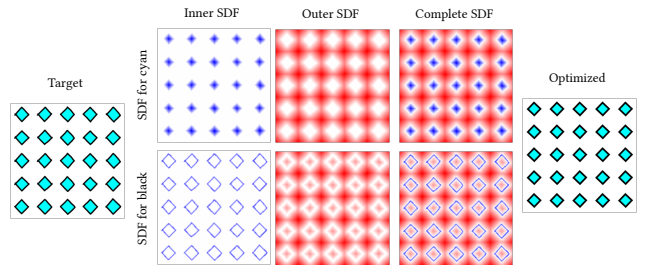 Inner SDF
Outer SDF
Complete SDF
Target
SDF for cyan
Optimized
SDF for black